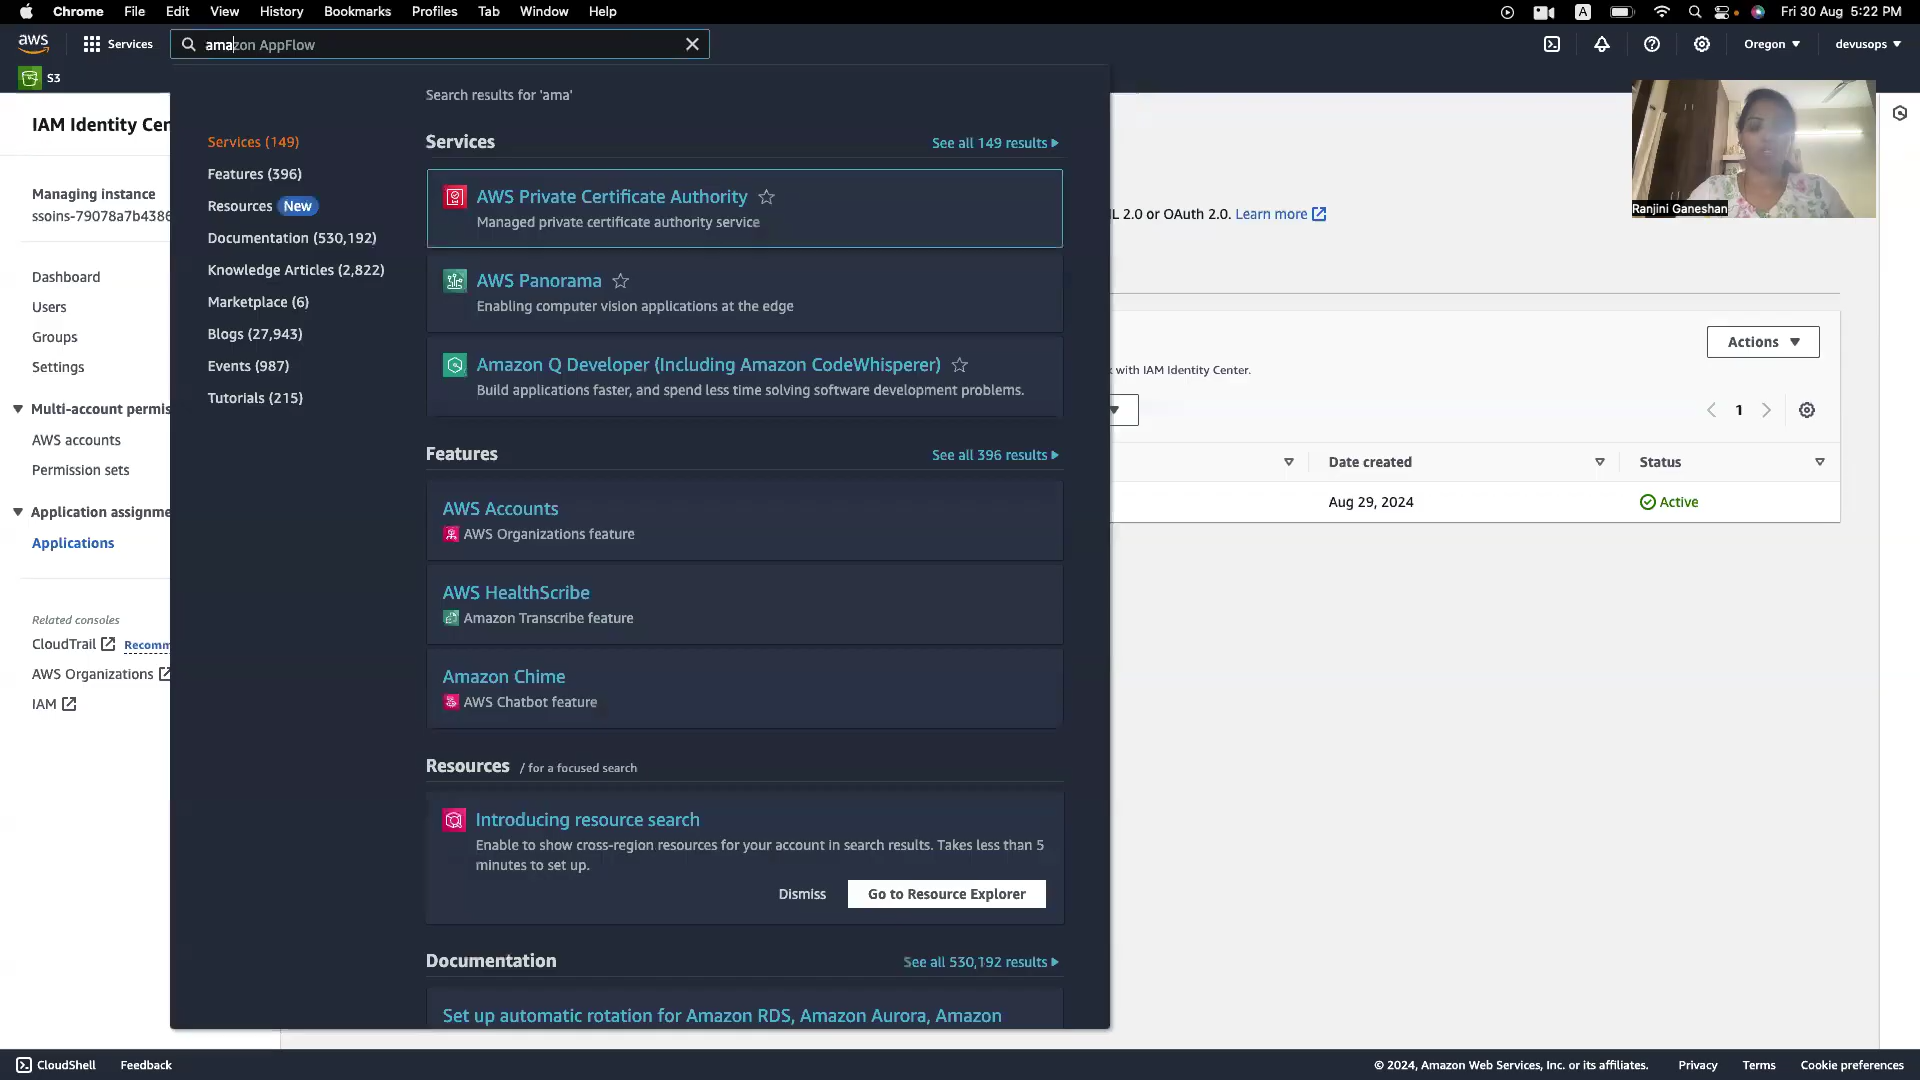 Chrome File Edit View History Bookmarks Profiles Tab Window Help
A
Fri 30 Aug 5:22 PM
aws
Services
amazon AppFlow
Oregon
devusops
S3
IAM Identity Cen
Managing instance
ssoins-79078a7b4386
Dashboard
Users
Groups
Settings
Multi-account permis
AWS accounts
Permission sets
Application assignme
Applications
Related consoles
CloudTrail Recomm
AWS Organizations
IAM
Search results for 'ama'
Services (149)
Features (396)
Resources New
Documentation (530,192)
Knowledge Articles (2,822)
Marketplace (6)
Blogs (27,943)
Events (987)
Tutorials (215)
Services
See all 149 results
AWS Private Certificate Authority
Managed private certificate authority service
AWS Panorama
Enabling computer vision applications at the edge
Amazon Q Developer (Including Amazon CodeWhisperer)
Build applications faster, and spend less time solving software development problems.
Features
See all 396 results
AWS Accounts
AWS Organizations feature
AWS HealthScribe
Amazon Transcribe feature
Amazon Chime
AWS Chatbot feature
Resources / for a focused search
Introducing resource search
Enable to show cross-region resources for your account in search results. Takes less than 5
minutes to set up.
Dismiss
Go to Resource Explorer
Documentation
See all 530,192 results
Set up automatic rotation for Amazon RDS, Amazon Aurora, Amazon
L 2.0 or OAuth 2.0. Learn more
Ranjini Ganeshan
Actions
with IAM Identity Center.
1
Date created
Status
Aug 29, 2024
Active
CloudShell
Feedback
© 2024, Amazon Web Services, Inc. or its affiliates.
Privacy
Terms
Cookie preferences